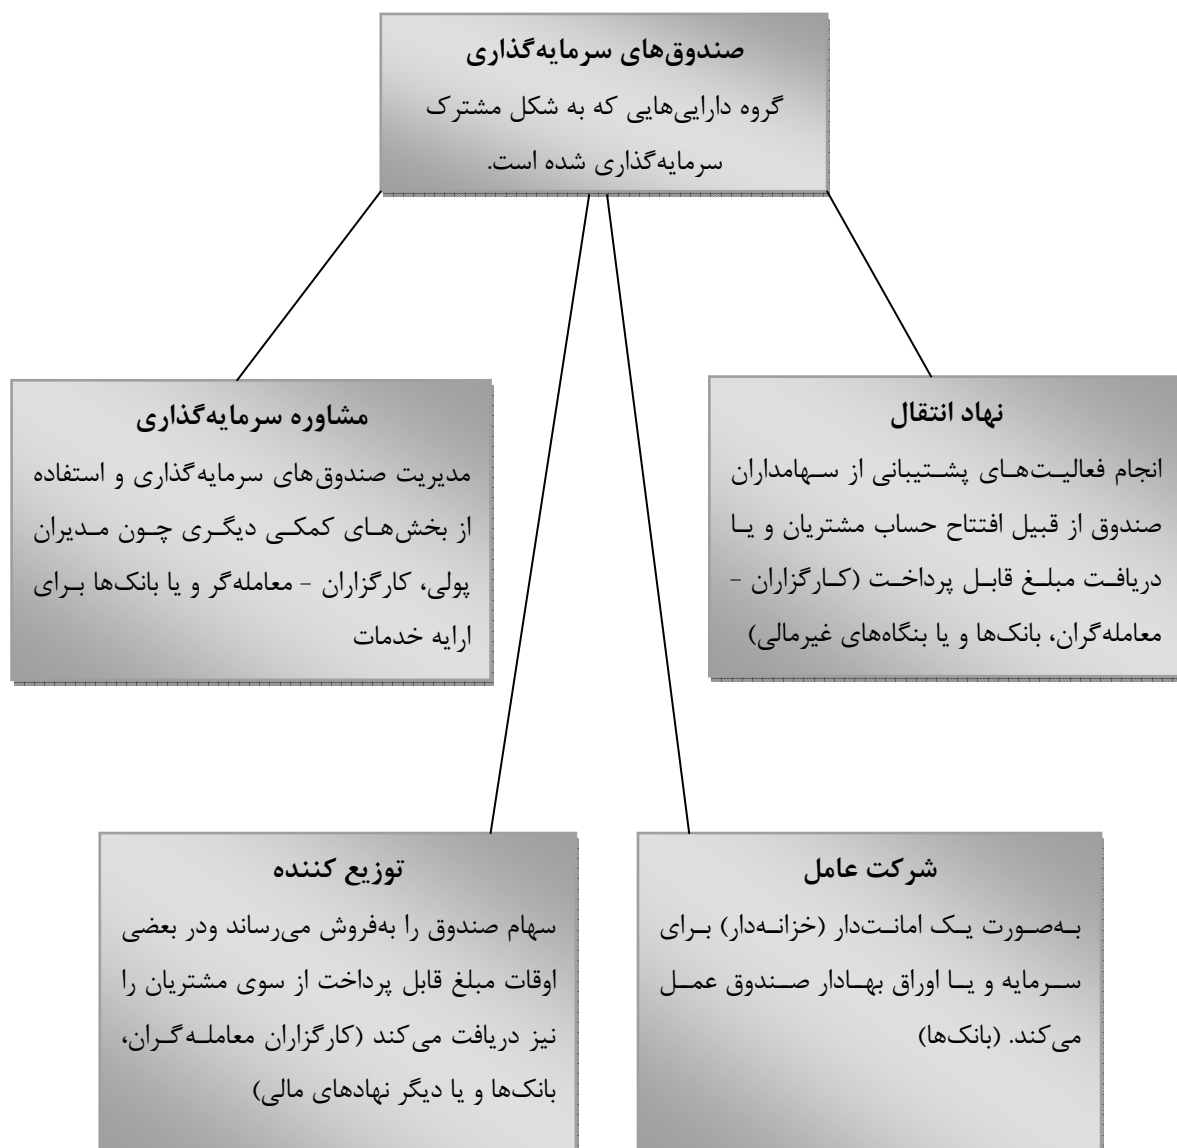 صندوق‌های سرمایه‌گذاری
گروه دارایی‌هایی که به شکل مشترک
سرمایه‌گذاری شده است.
نهاد انتقال
انجام فعالیت‌های پشتیبانی از سهامداران
صندوق از قبیل افتتاح حساب مشتریان و یا
دریافت مبلغ قابل پرداخت (کارگزاران -
معامله‌گران، بانک‌ها و یا بنگاه‌های غیرمالی)
مشاوره سرمایه‌گذاری
مدیریت صندوق‌های سرمایه‌گذاری و استفاده
از بخش‌های کمکی دیگری چون مدیران
پولی، کارگزاران - معامله‌گر و یا بانک‌ها برای
ارایه خدمات
شرکت عامل
به‌صورت یک امانت‌دار (خزانه‌دار) برای
سرمایه و یا اوراق بهادار صندوق عمل
می‌کند. (بانک‌ها)
توزیع کننده
سهام صندوق را به‌فروش می‌رساند ودر بعضی
اوقات مبلغ قابل پرداخت از سوی مشتریان را
نیز دریافت می‌کند (کارگزاران معامله‌گران،
بانک‌ها و یا دیگر نهادهای مالی)